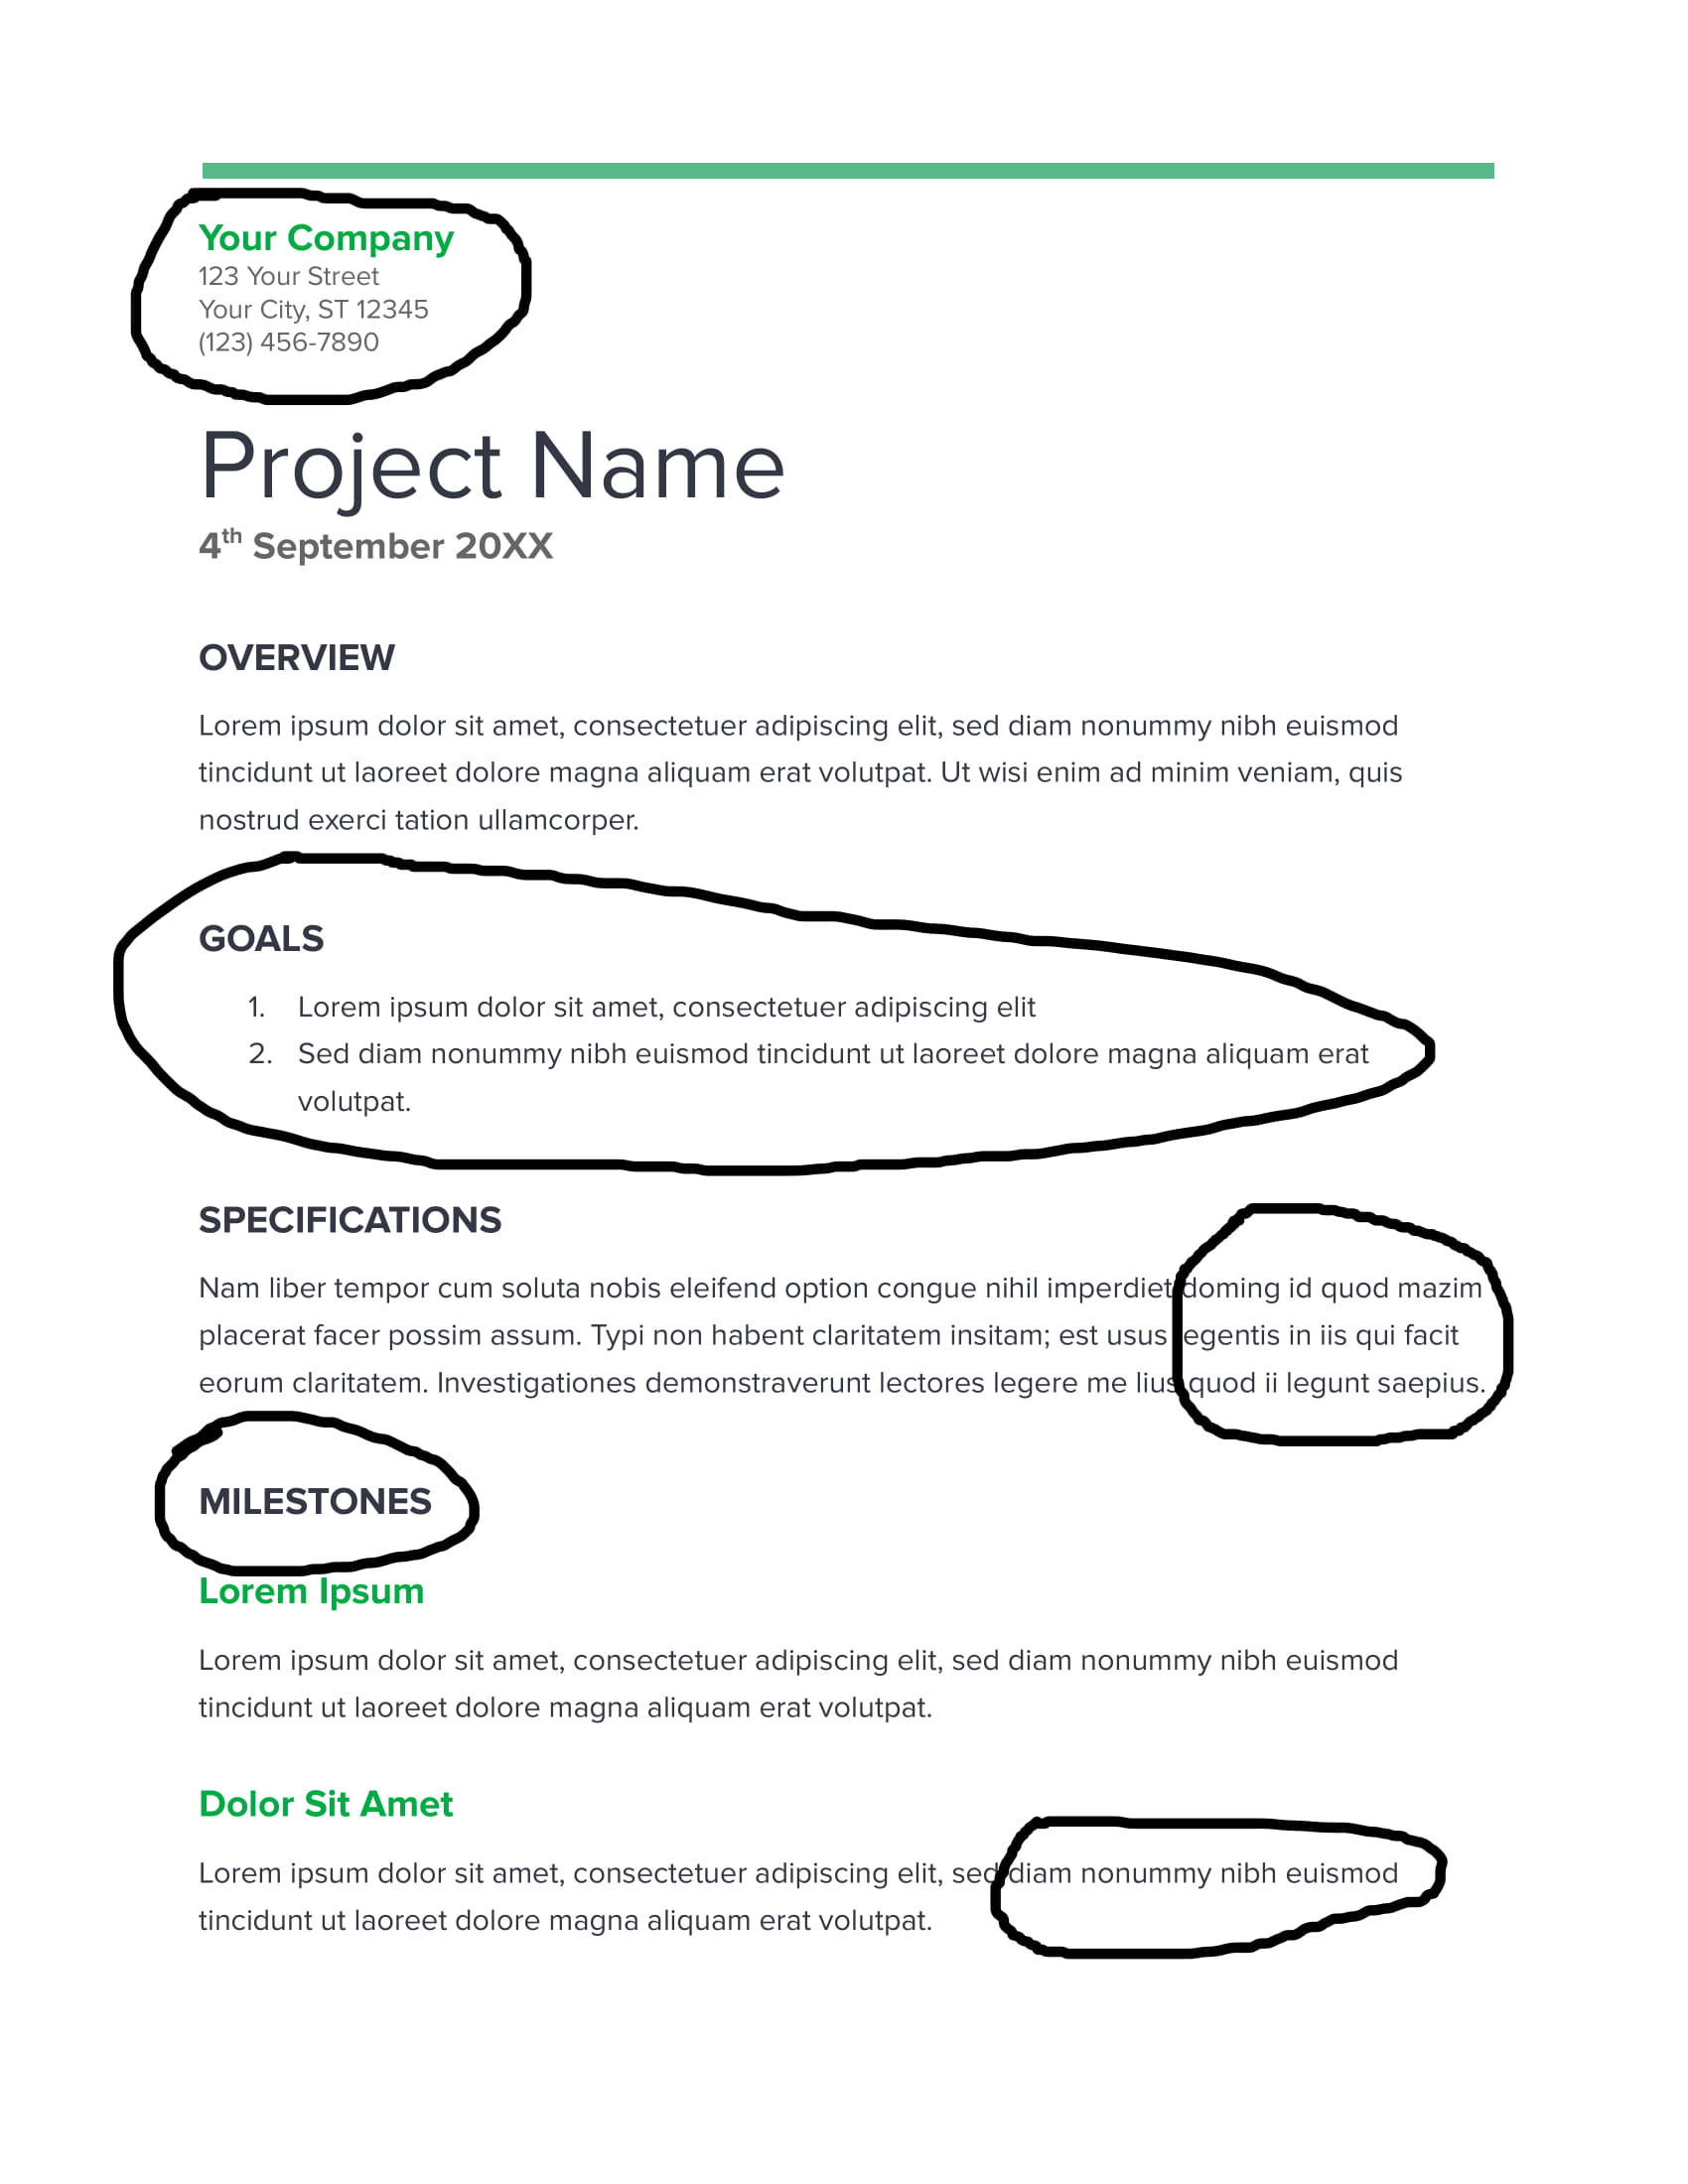 Your Company
123 Your Street
Your City, ST 12345
(123) 456-7890
Project Name
4th September 20XX
OVERVIEW
Lorem ipsum dolor sit amet, consectetuer adipiscing elit, sed diam nonummy nibh euismod
tincidunt ut laoreet dolore magna aliquam erat volutpat. Ut wisi enim ad minim veniam, quis
nostrud exerci tation ullamcorper.
GOALS
1. Lorem ipsum dolor sit amet, consectetuer adipiscing elit
2. Sed diam nonummy nibh euismod tincidunt ut laoreet dolore magna aliquam erat
volutpat.
SPECIFICATIONS
Nam liber tempor cum soluta nobis eleifend option congue nihil imperdiet doming id quod mazim
placerat facer possim assum. Typi non habent claritatem insitam; est usus legentis in iis qui facit
eorum claritatem. Investigationes demonstraverunt lectores legere me lius quod ii legunt saepius.
MILESTONES
Lorem Ipsum
Lorem ipsum dolor sit amet, consectetuer adipiscing elit, sed diam nonummy nibh euismod
tincidunt ut laoreet dolore magna aliquam erat volutpat.
Dolor Sit Amet
Lorem ipsum dolor sit amet, consectetuer adipiscing elit, sed diam nonummy nibh euismod
tincidunt ut laoreet dolore magna aliquam erat volutpat.